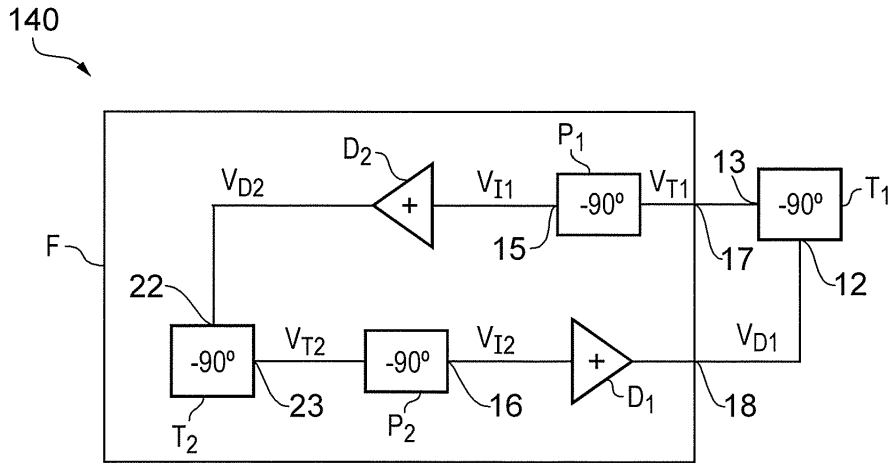 140
D2
P1
VD2
+
VI1
-90º
VT1
13
-90º
T1
F
15
17
12
22
-90º
VT2
-90º
VI2
+
VD1
T2
23
P2
16
D1
18